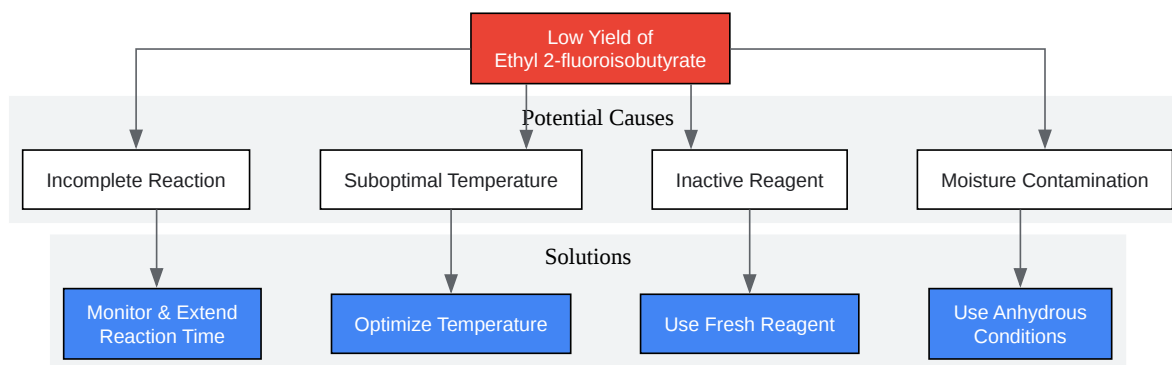 Low Yield of
Ethyl 2-fluoroisobutyrate
Potential Causes
Incomplete Reaction
Suboptimal Temperature
Inactive Reagent
Moisture Contamination
Solutions
Monitor & Extend
Reaction Time
Optimize Temperature
Use Fresh Reagent
Use Anhydrous
Conditions